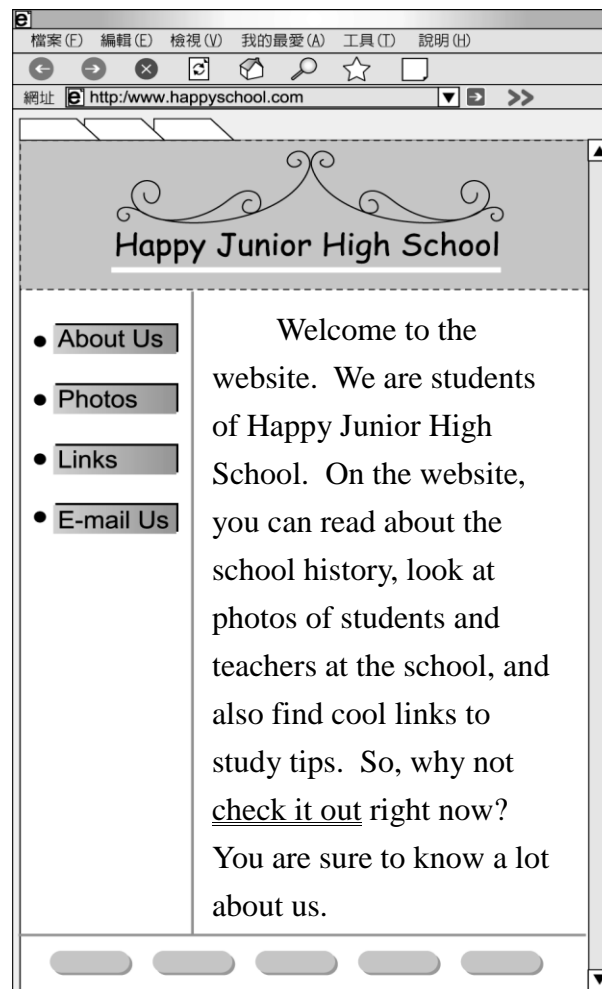 e
檔案(F) 編輯(E) 檢視(V) 我的最愛(A) 工具(T) 說明(H)
網址 e http:/www.happyschool.com
Happy Junior High School
About Us
Photos
Links
E-mail Us
Welcome to the
website. We are students
of Happy Junior High
School. On the website,
you can read about the
school history, look at
photos of students and
teachers at the school, and
also find cool links to
study tips. So, why not
check it out right now?
You are sure to know a lot
about us.